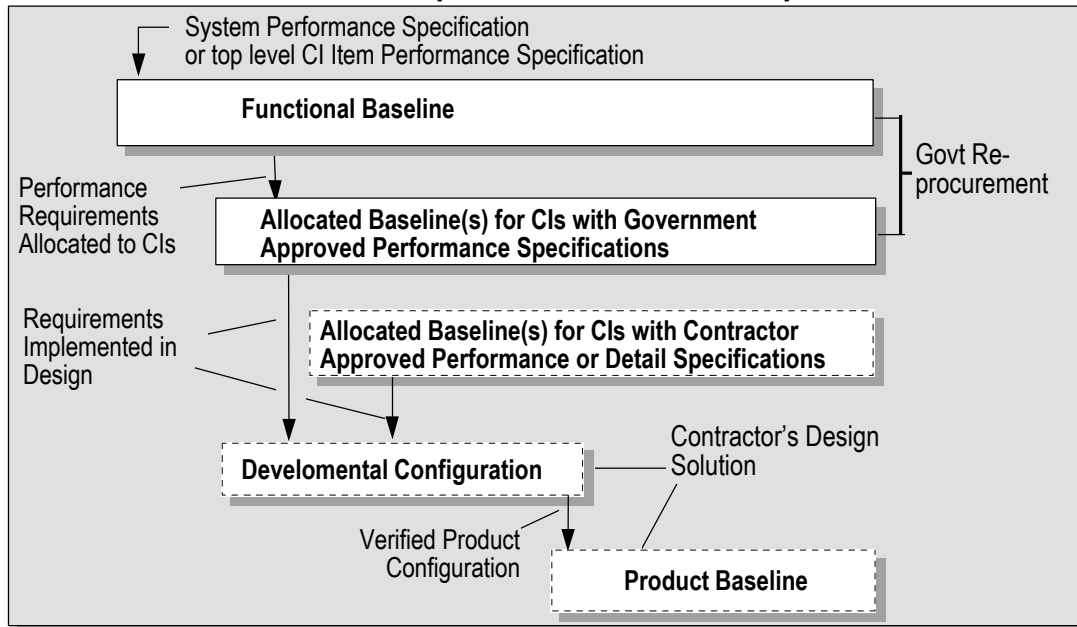 System Performance Specification
or top level CI Item Performance Specification
Functional Baseline
Govt Re-
procurement
Performance
Requirements
Allocated to CIs
Allocated Baseline(s) for CIs with Government
Approved Performance Specifications
Requirements
Implemented in
Design
Allocated Baseline(s) for CIs with Contractor
Approved Performance or Detail Specifications
Contractor's Design
Solution
Develomental Configuration
Verified Product
Configuration
Product Baseline